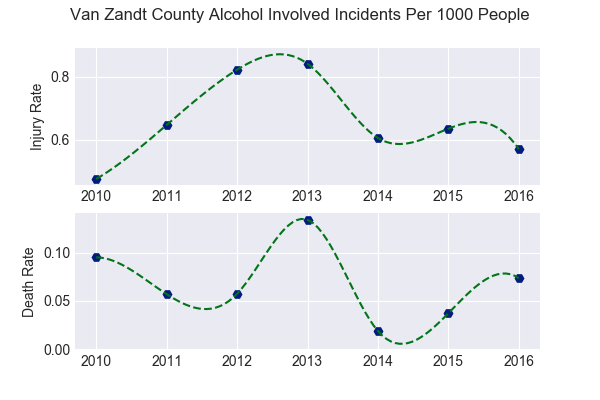 Van Zandt County Alcohol Involved Incidents Per 1000 People
0.8
0.6
Injury Rate
2010 2011 2012 2013 2014 2015 2016
0.10
0.05
0.00
Death Rate
2010 2011 2012 2013 2014 2015 2016